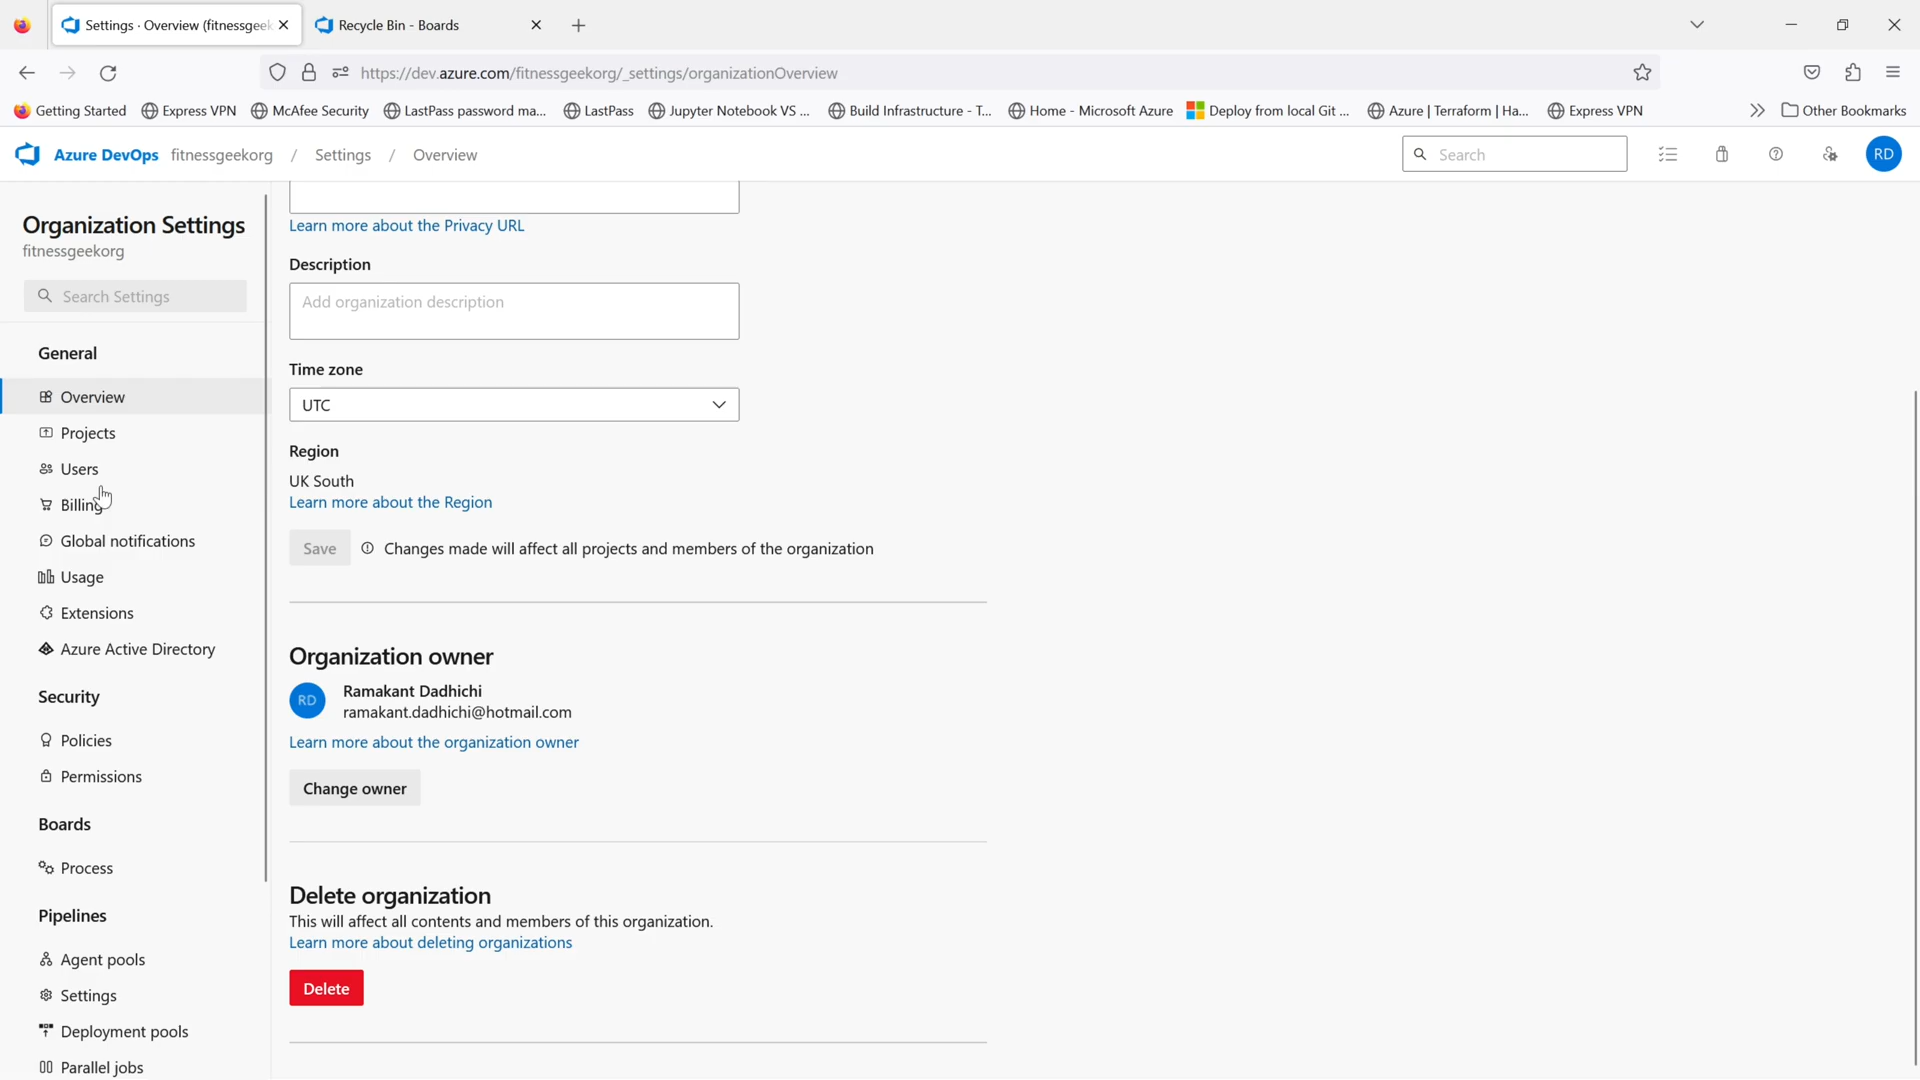 Settings · Overview (fitnessgeek
Recycle Bin - Boards
https://dev.azure.com/fitnessgeekorg/_settings/organizationOverview
Getting Started
Express VPN
McAfee Security
LastPass password ma...
LastPass
Jupyter Notebook VS ...
Build Infrastructure - T...
Home - Microsoft Azure
Deploy from local Git ...
Azure | Terraform | Ha...
Express VPN
Other Bookmarks
Azure DevOps fitnessgeekorg / Settings / Overview
Search
RD
Organization Settings
fitnessgeekorg
Search Settings
General
Overview
Projects
Users
Billing
Global notifications
Usage
Extensions
Azure Active Directory
Security
Policies
Permissions
Boards
Process
Pipelines
Agent pools
Settings
Deployment pools
Parallel jobs
Learn more about the Privacy URL
Description
Add organization description
Time zone
UTC
Region
UK South
Learn more about the Region
Save
Changes made will affect all projects and members of the organization
Organization owner
RD
Ramakant Dadhichi
ramakant.dadhichi@hotmail.com
Learn more about the organization owner
Change owner
Delete organization
This will affect all contents and members of this organization.
Learn more about deleting organizations
Delete